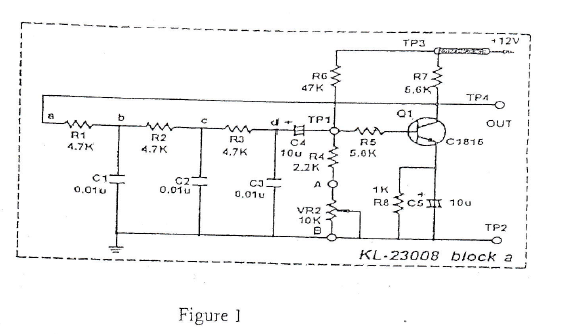 TP3
+12V
R6
47K
R7
5.6K
TP4
OUT
a
b
c
d
+
TP1
Q1
C1815
R1
4.7K
R2
4.7K
R3
4.7K
C4
10u
R5
R4
2.2K
C1
0.01u
C2
0.01u
C3
0.01u
A
VR2
10K
B
1K
R8
+
C5
10u
TP2
KL-23008 block a
Figure 1